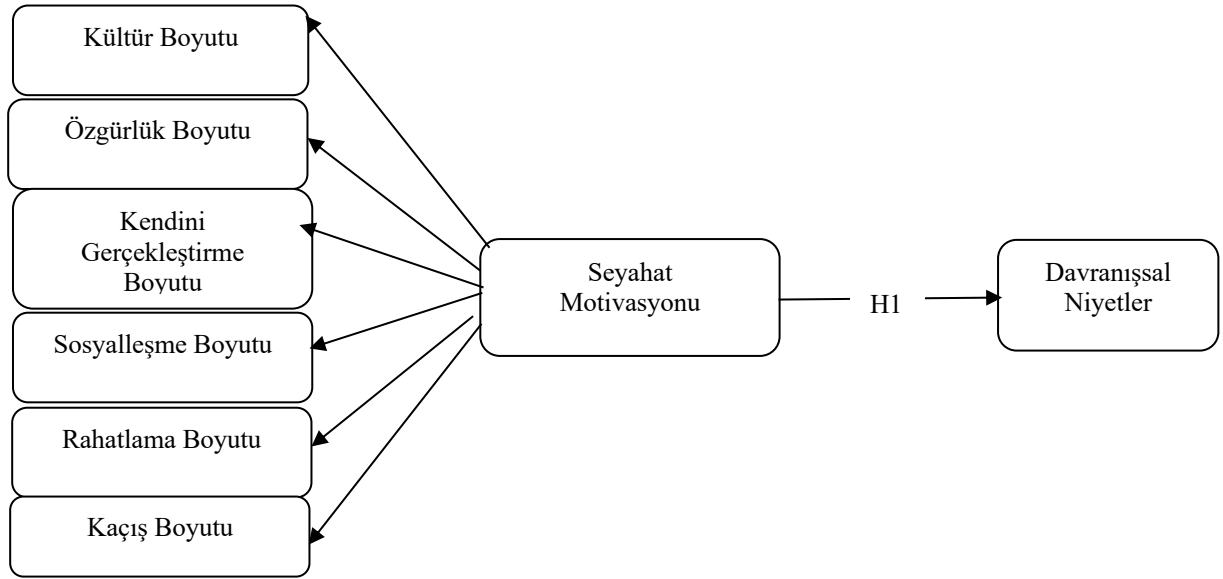 Kültür Boyutu
Özgürlük Boyutu
Kendini
Gerçekleştirme
Boyutu
Sosyalleşme Boyutu
Rahatlama Boyutu
Kaçış Boyutu
Seyahat
Motivasyonu
H1
Davranışsal
Niyetler